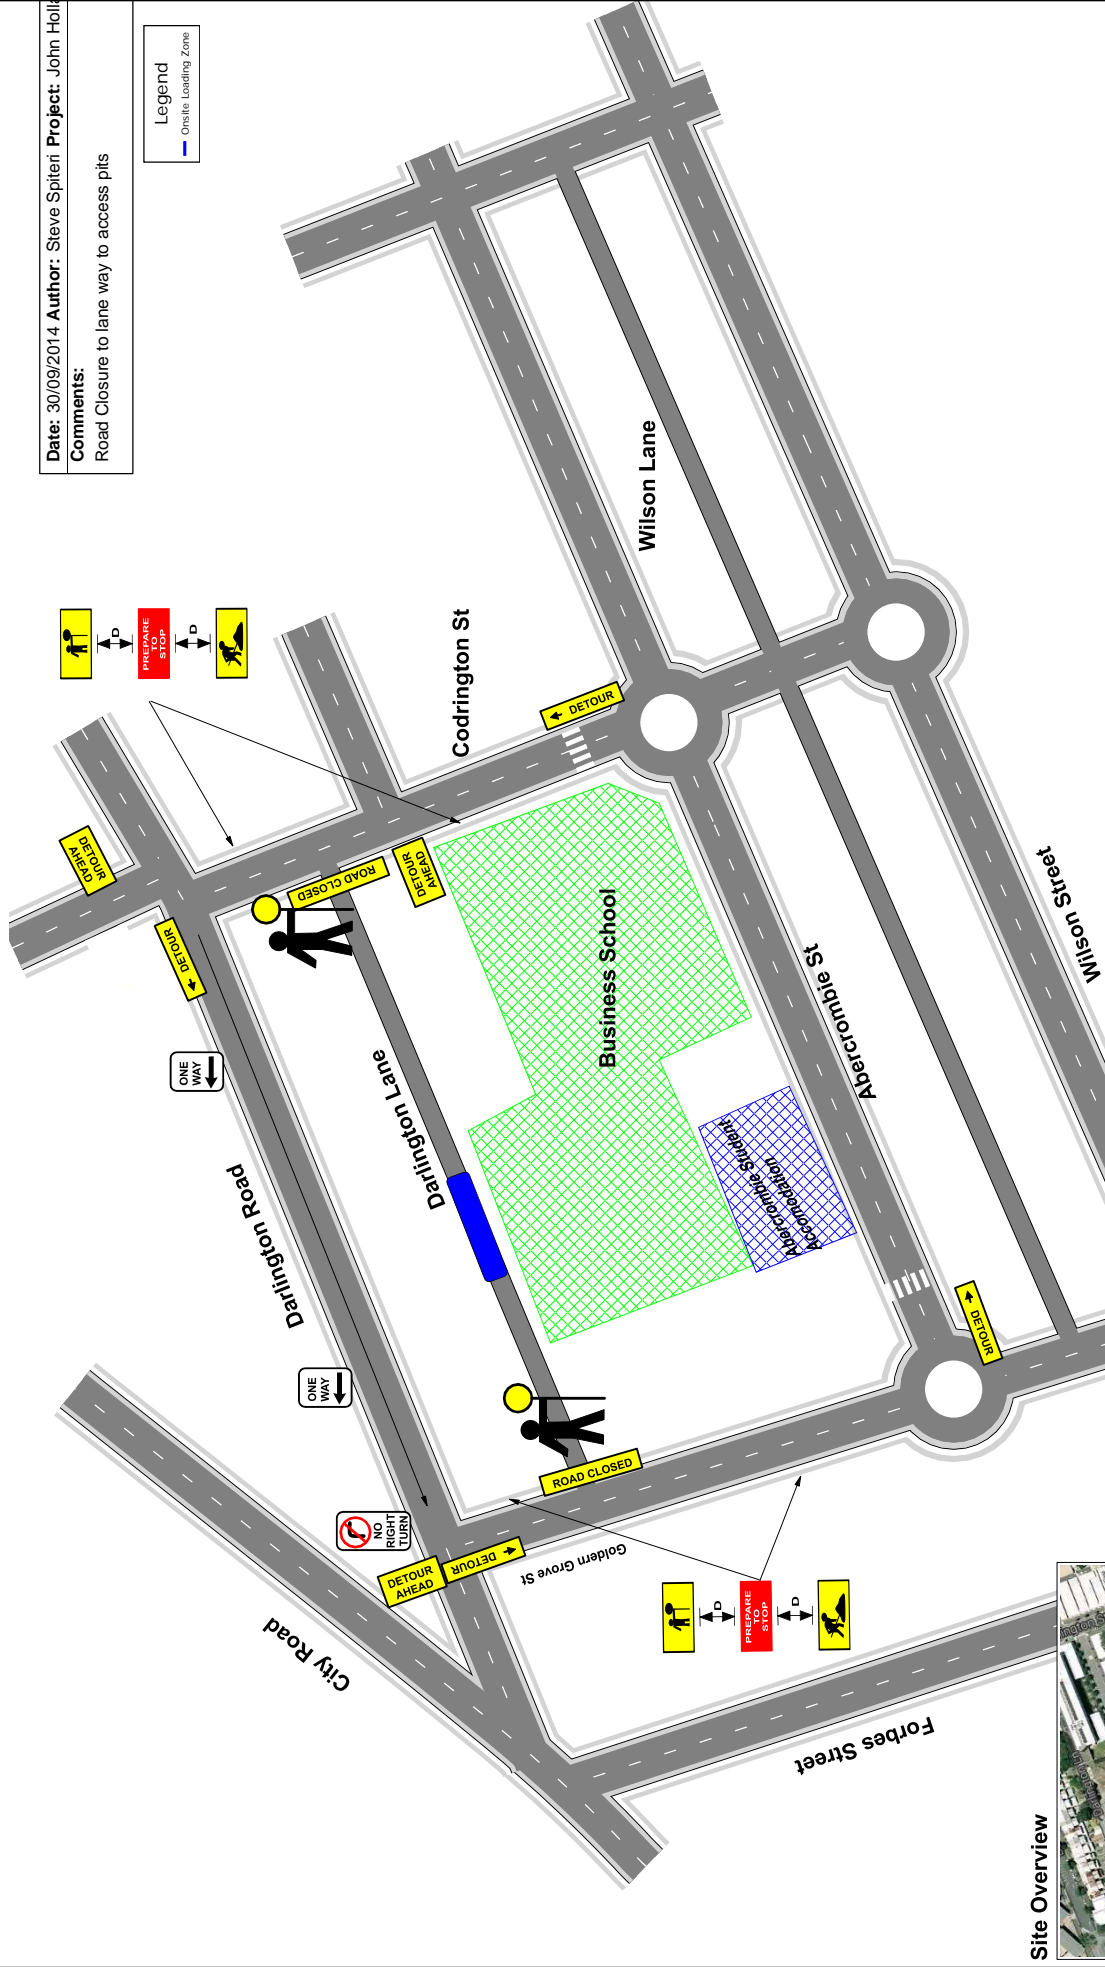 Date: 30/09/2014 Author: Steve Spiteri Project: John Holla
Comments:
Road Closure to lane way to access pits
Legend
Onsite Loading Zone
D
PREPARE
TO
STOP
D
DETOUR
AHEAD
DETOUR
ONE
WAY
ROAD CLOSED
DETOUR
AHEAD
Codrington St
DETOUR
Wilson Lane
Darlington Road
Darlington Lane
Business School
Abercrombie Student
Accomodation
Abercrombie St
Wilson Street
ONE
WAY
NO
RIGHT
TURN
DETOUR
AHEAD
DETOUR
ROAD CLOSED
Goldern Grove St
DETOUR
D
PREPARE
TO
STOP
D
City Road
Forbes Street
Site Overview